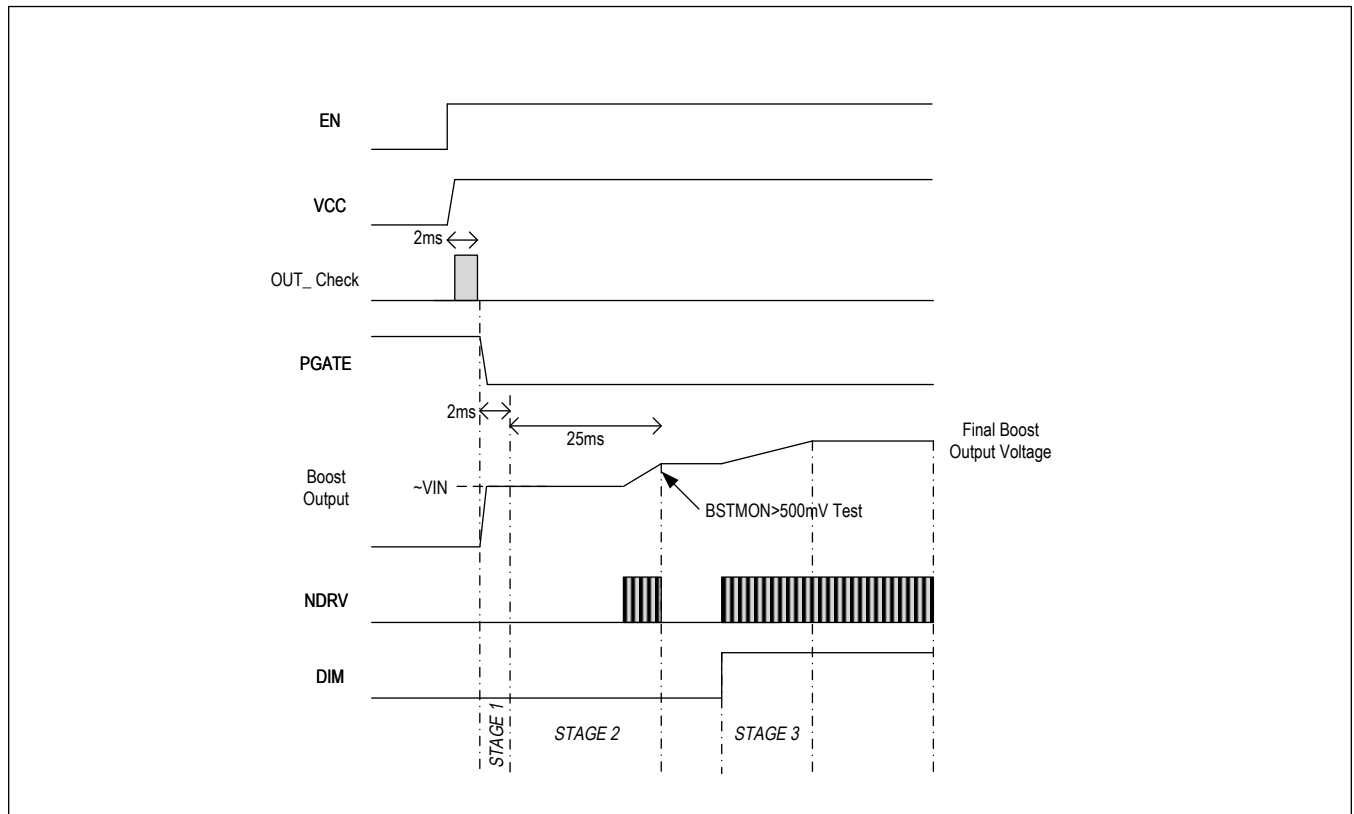 EN
VCC
2ms
OUT_ Check
PGATE
2ms
25ms
Final Boost
Output Voltage
Boost
Output
~VIN
BSTMON>500mV Test
NDRV
DIM
STAGE 1
STAGE 2
STAGE 3